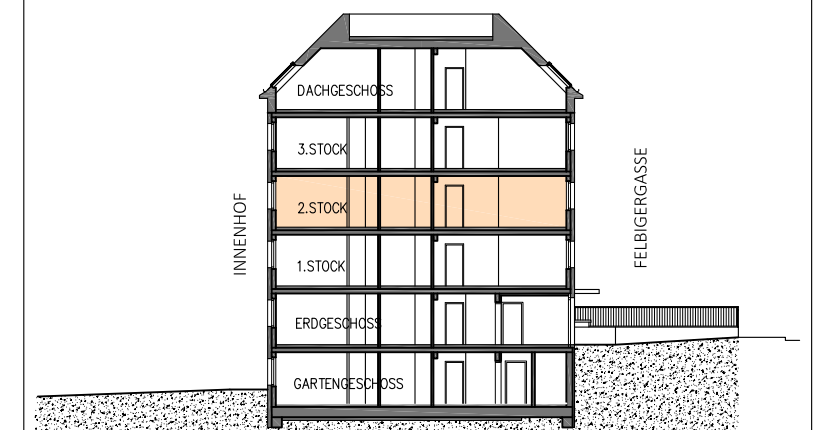 DACHGESCHOSS
3.STOCK
2.STOCK
1.STOCK
ERDGESCHOSS
GARTENGESCHOSS
INNENHOF
FELBIGERGASSE